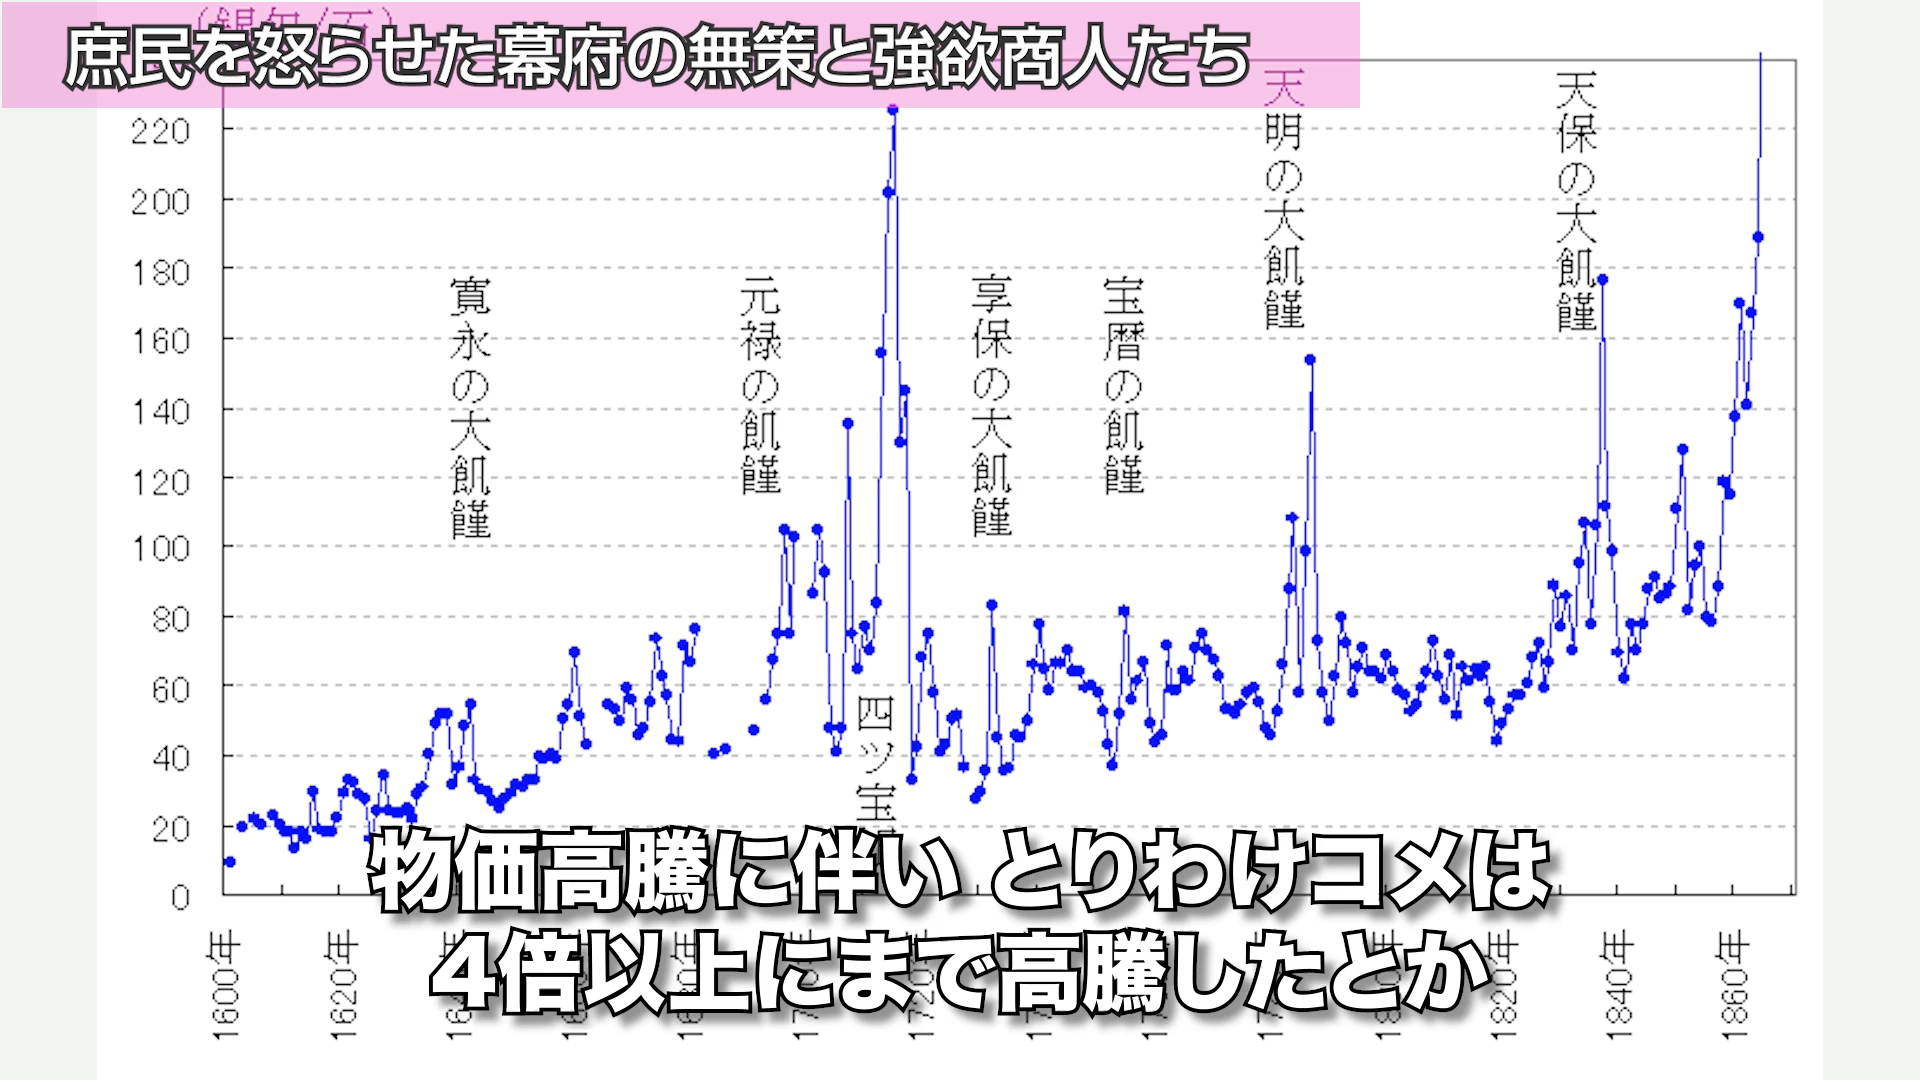 庶民を怒らせた幕府の無策と強欲商人たち
220
200
180
160
140
120
100
80
60
40
20
0
寛永の大飢饉
元禄の飢饉
四ツ宝
享保の大飢饉
宝暦の飢饉
天明の大飢饉
天保の大飢饉
1600年
1620年
1820年
1840年
1860年
物価高騰に伴い とりわけコメは
4倍以上にまで高騰したとか